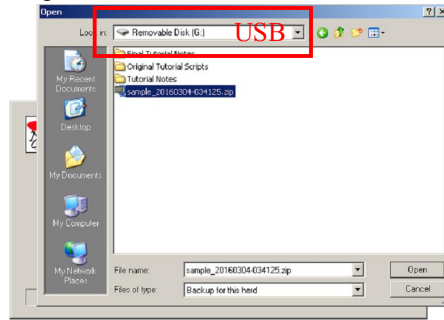 Open
Look in:
Removable Disk (G:)
USB
Final Tutorial Notes
Original Tutorial Scripts
Tutorial Notes
sample_20160304-034125.zip
My Recent
Documents
Desktop
My Documents
My Computer
My Network
Places
File name:
sample_20160304-034125.zip
Open
Files of type:
Backup for this herd
Cancel